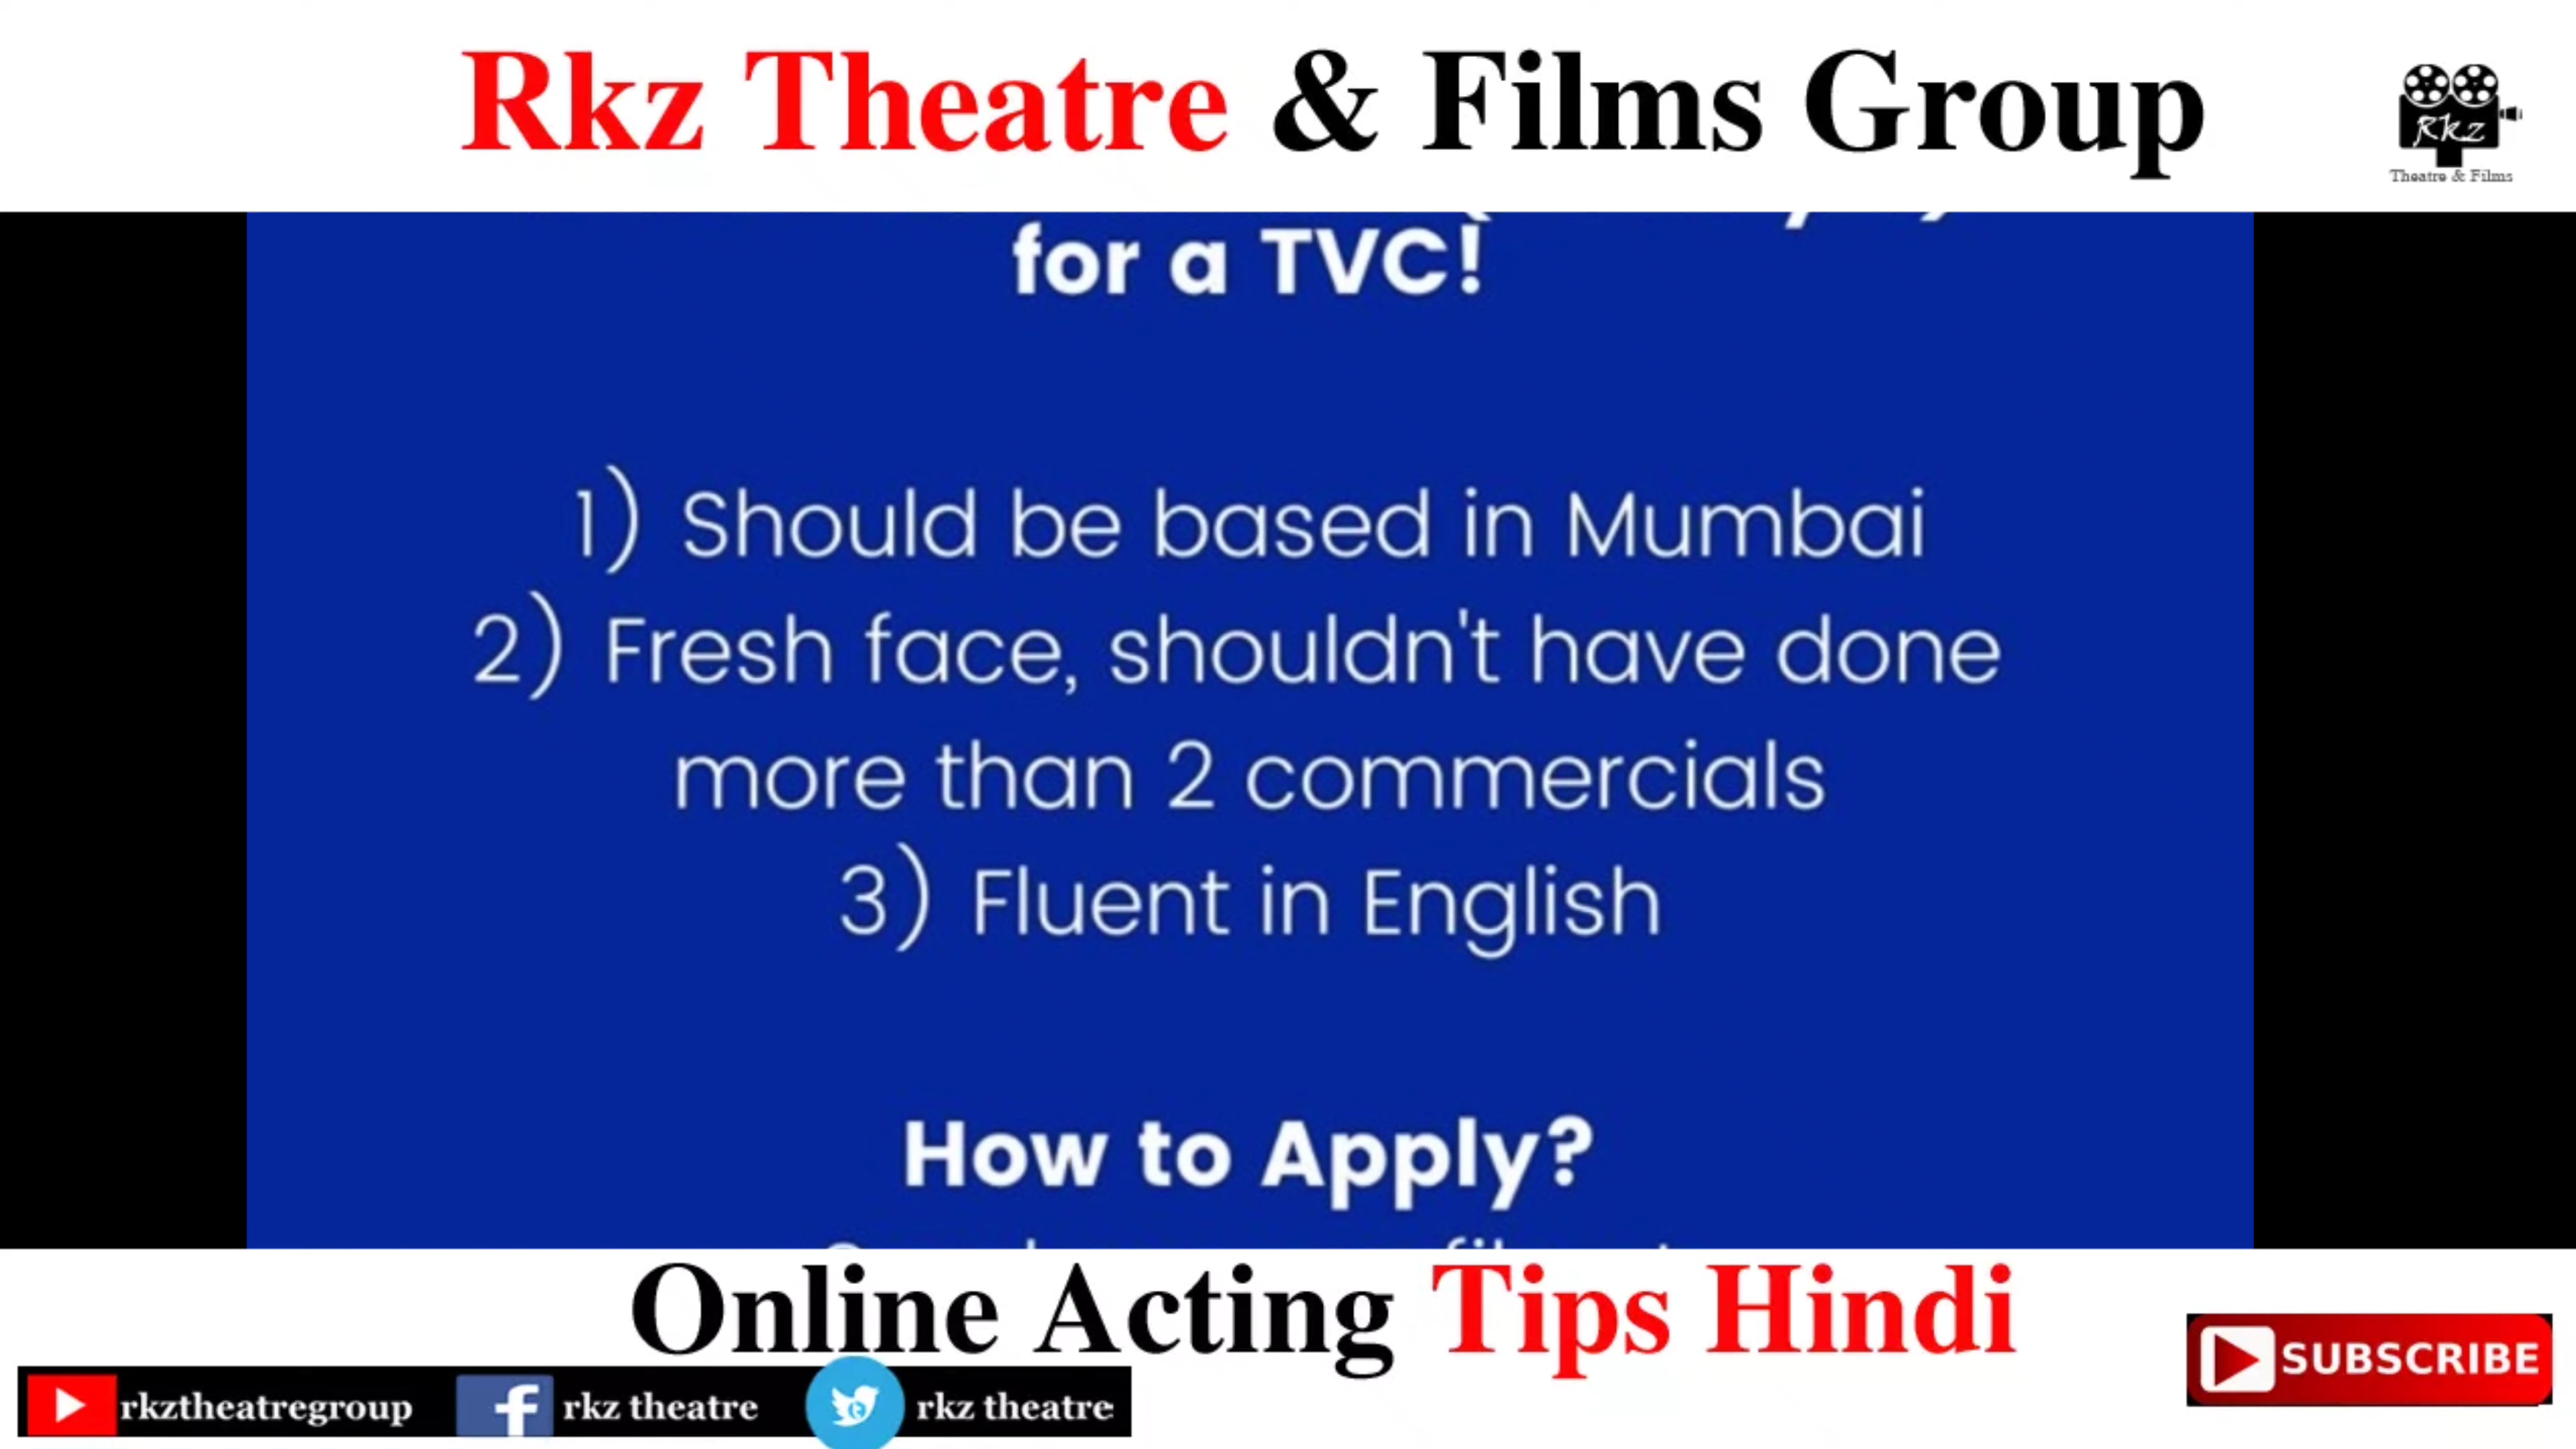 Rkz Theatre & Films Group
Rkz
Theatre & Films
for a TVC!
1) Should be based in Mumbai
2) Fresh face, shouldn't have done
more than 2 commercials
3) Fluent in English
How to Apply?
Online Acting Tips Hindi
rkztheatregroup
rkz theatre
rkz theatre
SUBSCRIBE